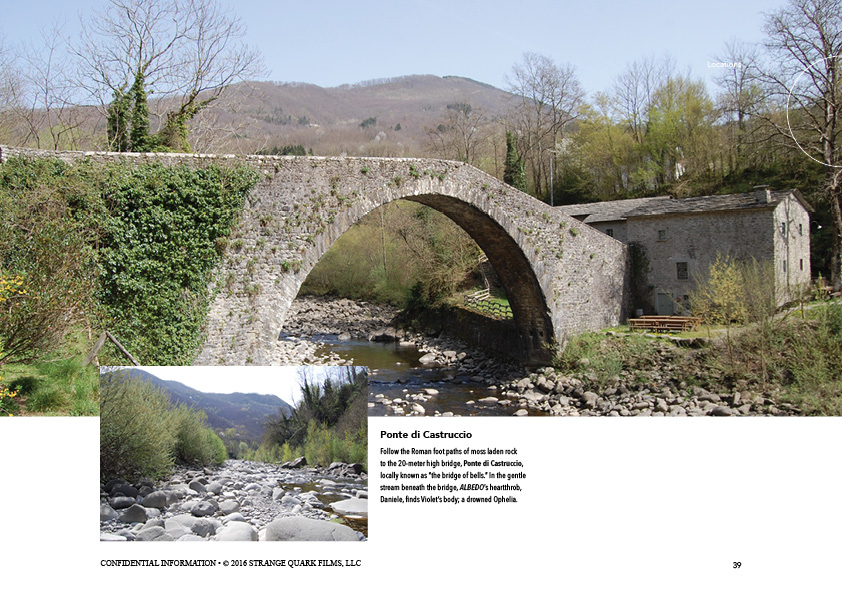 Locations
Ponte di Castruccio
Follow the Roman foot paths of moss laden rock
to the 20-meter high bridge, Ponte di Castruccio,
locally known as "the bridge of bells." In the gentle
stream beneath the bridge, ALBEDO's heartthrob,
Daniele, finds Violet's body; a drowned Ophelia.
CONFIDENTIAL INFORMATION • © 2016 STRANGE QUARK FILMS, LLC
39